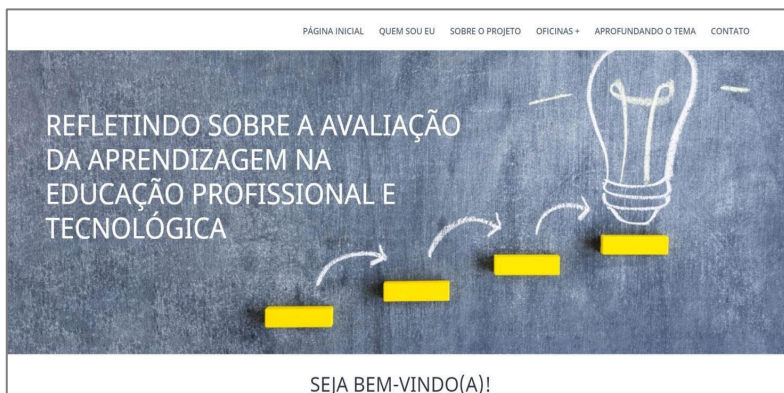 PÁGINA INICIAL QUEM SOU EU SOBRE O PROJETO OFICINAS + APROFUNDANDO O TEMA CONTATO
REFLETINDO SOBRE A AVALIAÇÃO
DA APRENDIZAGEM NA
EDUCAÇÃO PROFISSIONAL E
TECNOLÓGICA
SEJA BEM-VINDO(A)!